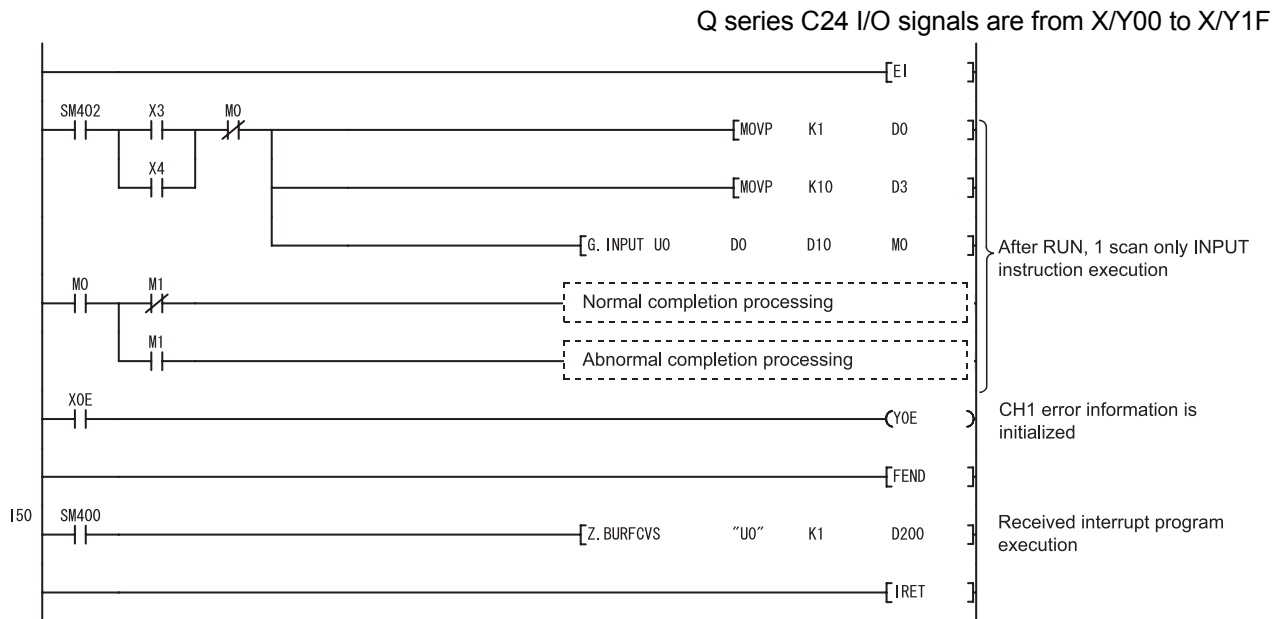 Q series C24 I/O signals are from X/Y00 to X/Y1F
EI
SM402 X3 M0
MOVP K1 D0
X4
MOVP K10 D3
G.INPUT U0 D0 D10 M0
After RUN, 1 scan only INPUT
instruction execution
M0 M1
Normal completion processing
M1
Abnormal completion processing
X0E
Y0E
CH1 error information is
initialized
FEND
I50 SM400
Z.BURFCVS "U0" K1 D200
Received interrupt program
execution
IRET